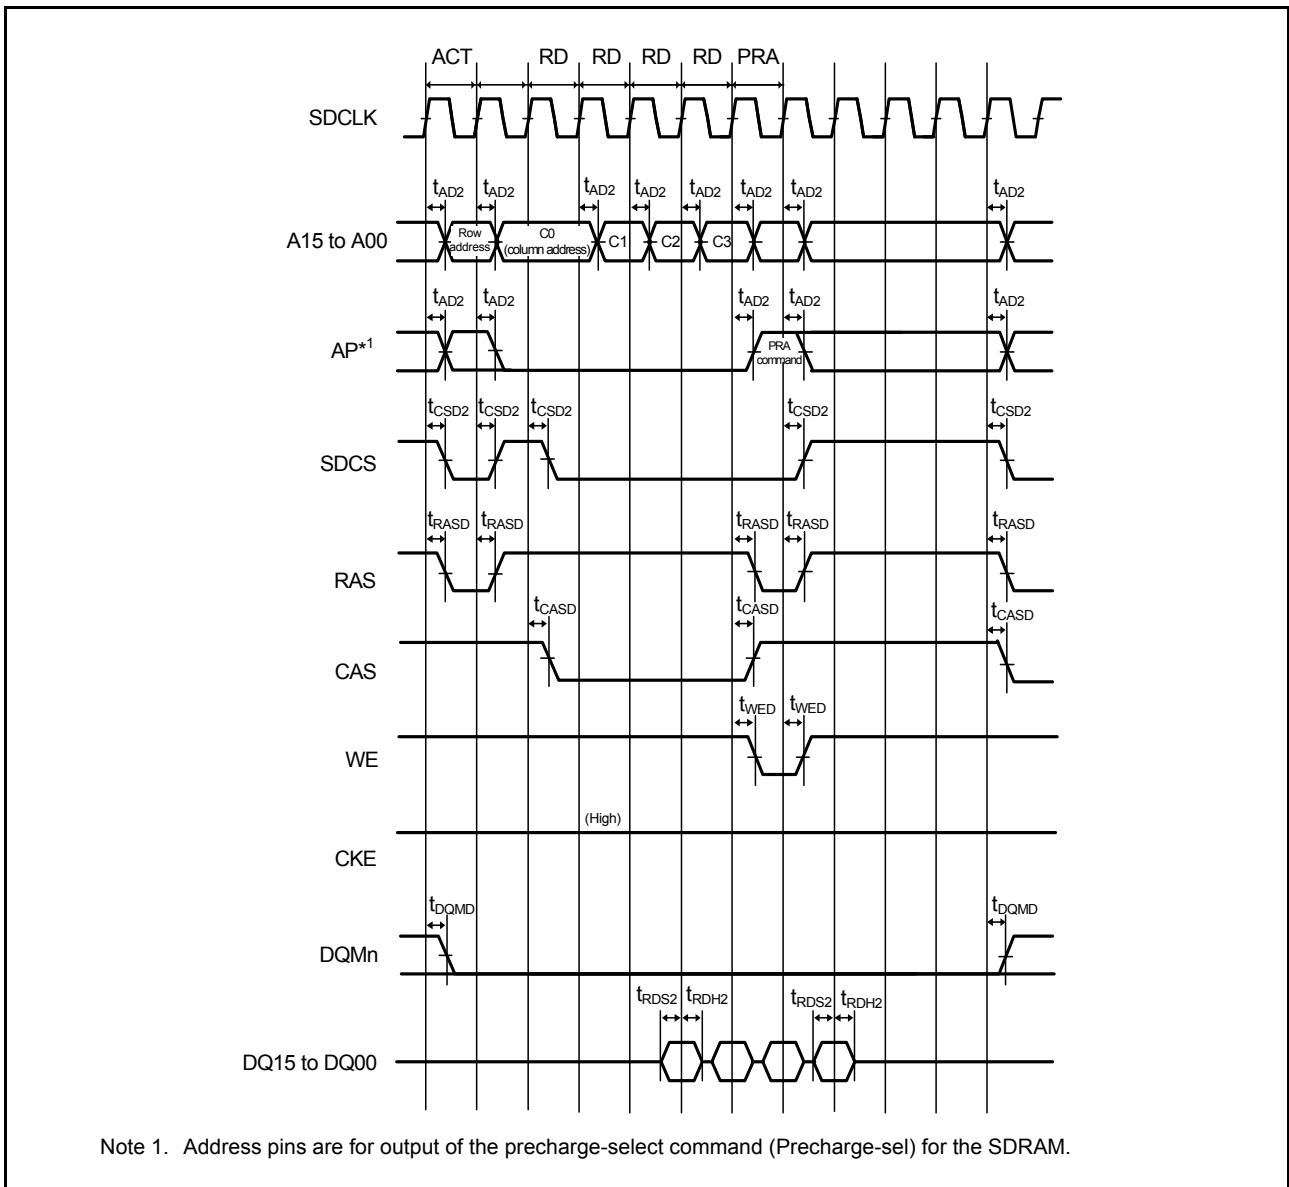 ACT RD RD RD RD PRA
SDCLK
tAD2 tAD2 tAD2 tAD2 tAD2 tAD2 tAD2 tAD2
A15 to A00
Row address
C0 (column address)
C1
C2
C3
tAD2 tAD2 tAD2 tAD2 tAD2
AP*1
PRA command
tCSD2 tCSD2 tCSD2 tCSD2 tCSD2
SDCS
tRASD tRASD tRASD tRASD tRASD
RAS
tCASD tCASD tCASD
CAS
tWED tWED
WE
(High)
CKE
tDQMD tDQMD
DQMn
tRDS2 tRDH2 tRDS2 tRDH2
DQ15 to DQ00
Note 1. Address pins are for output of the precharge-select command (Precharge-sel) for the SDRAM.